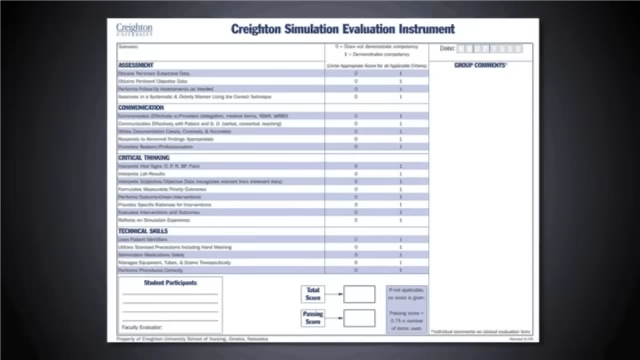 Creighton
UNIVERSITY
Creighton Simulation Evaluation Instrument
0 = Does not demonstrate competency
1 = Demonstrates competency
Date:
(Circle Appropriate Score for all Applicable Criteria)
GROUP COMMENTS*
ASSESSMENT
Obtains Pertinent Subjective Data 0 1
Obtains Pertinent Objective Data 0 1
Performs Follow-Up Assessments as Needed 0 1
Assesses in a Systematic & Orderly Manner Using the Correct Technique 0 1
COMMUNICATION
Communicates Effectively w/Providers (delegation, medical terms, SBAR, WRBO) 0 1
Communicates Effectively with Patient and S. O. (verbal, nonverbal, teaching) 0 1
Writes Documentation Clearly, Concisely, & Accurately 0 1
Responds to Abnormal Findings Appropriately 0 1
Promotes Realism/Professionalism 0 1
CRITICAL THINKING
Interprets Vital Signs (T, P, R, BP, Pain) 0 1
Interprets Lab Results 0 1
Interprets Subjective/Objective Data (recognizes relevant from irrelevant data) 0 1
Formulates Measurable Priority Outcomes 0 1
Performs Outcome-Driven Interventions 0 1
Provides Specific Rationale for Interventions 0 1
Evaluates Interventions and Outcomes 0 1
Reflects on Simulation Experience 0 1
TECHNICAL SKILLS
Uses Patient Identifiers 0 1
Utilizes Standard Precautions Including Hand Washing 0 1
Administers Medications Safely 0 1
Manages Equipment, Tubes, & Drains Therapeutically 0 1
Performs Procedures Correctly 0 1
Student Participants
Faculty Evaluator:
Total
Score
Passing
Score
If not applicable,
no score is given.
Passing score =
0.75 x number
of items used.
*Individual comments on clinical evaluation form
Property of Creighton University School of Nursing, Omaha, Nebraska